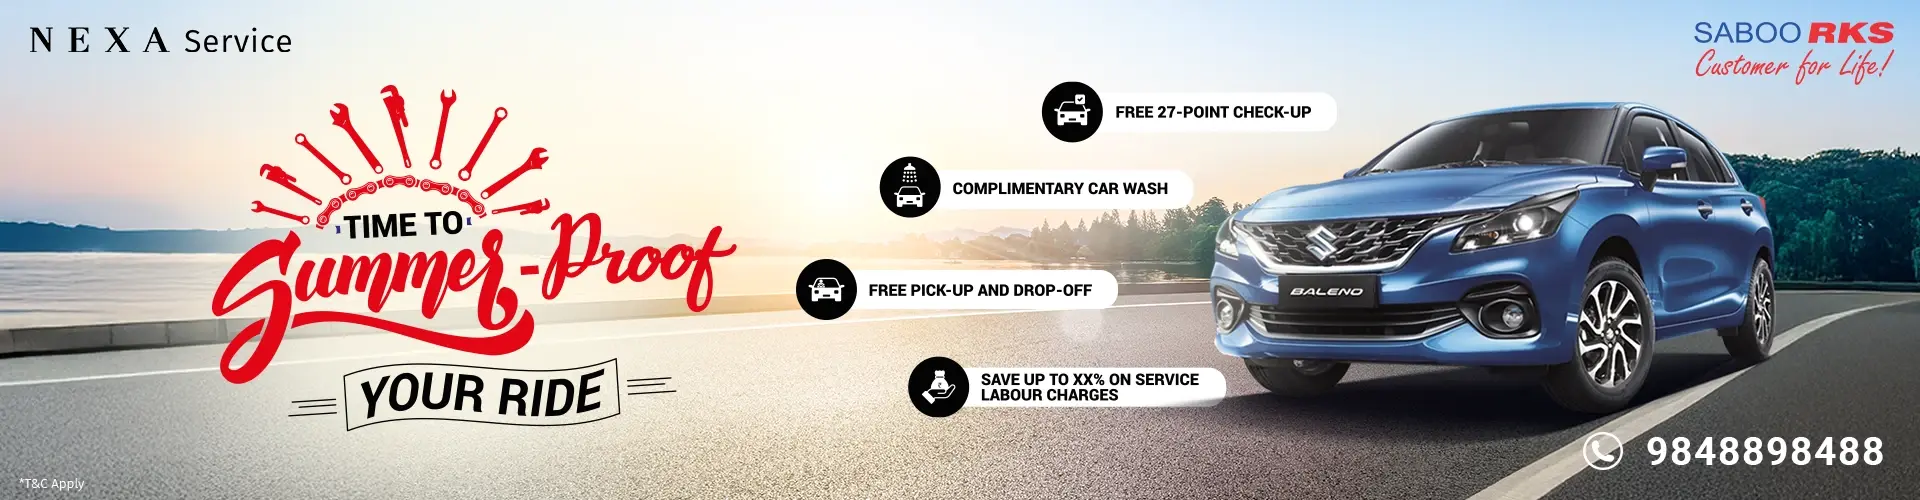 NEXA Service
SABOO RKS
Customer for Life!
TIME TO
Summer-Proof
YOUR RIDE
FREE 27-POINT CHECK-UP
COMPLIMENTARY CAR WASH
FREE PICK-UP AND DROP-OFF
SAVE UP TO XX% ON SERVICE
LABOUR CHARGES
BALENO
9848898488
*T&C Apply